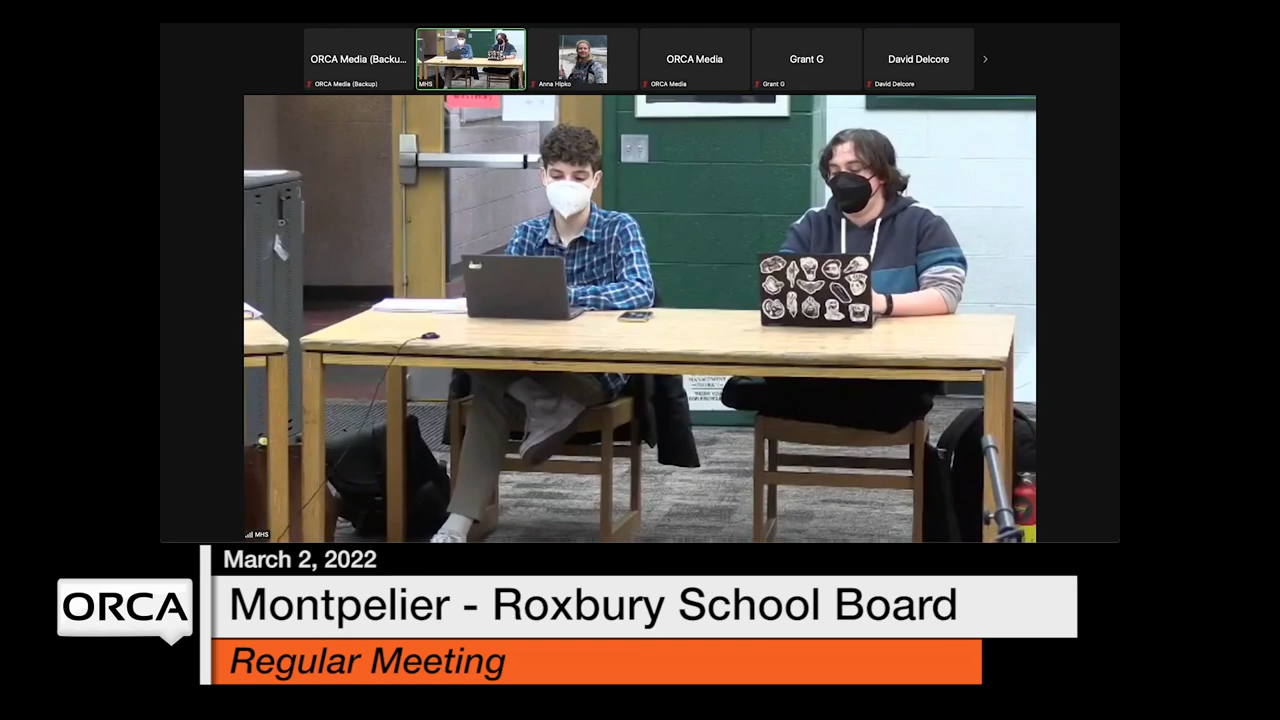 ORCA Media (Backu...
ORCA Media
Grant G
David Delcore
ORCA Media (Backup)
MHS
Anna Hipko
ORCA Media
Grant G
David Delcore
MHS
March 2, 2022
ORCA
Montpelier - Roxbury School Board
Regular Meeting